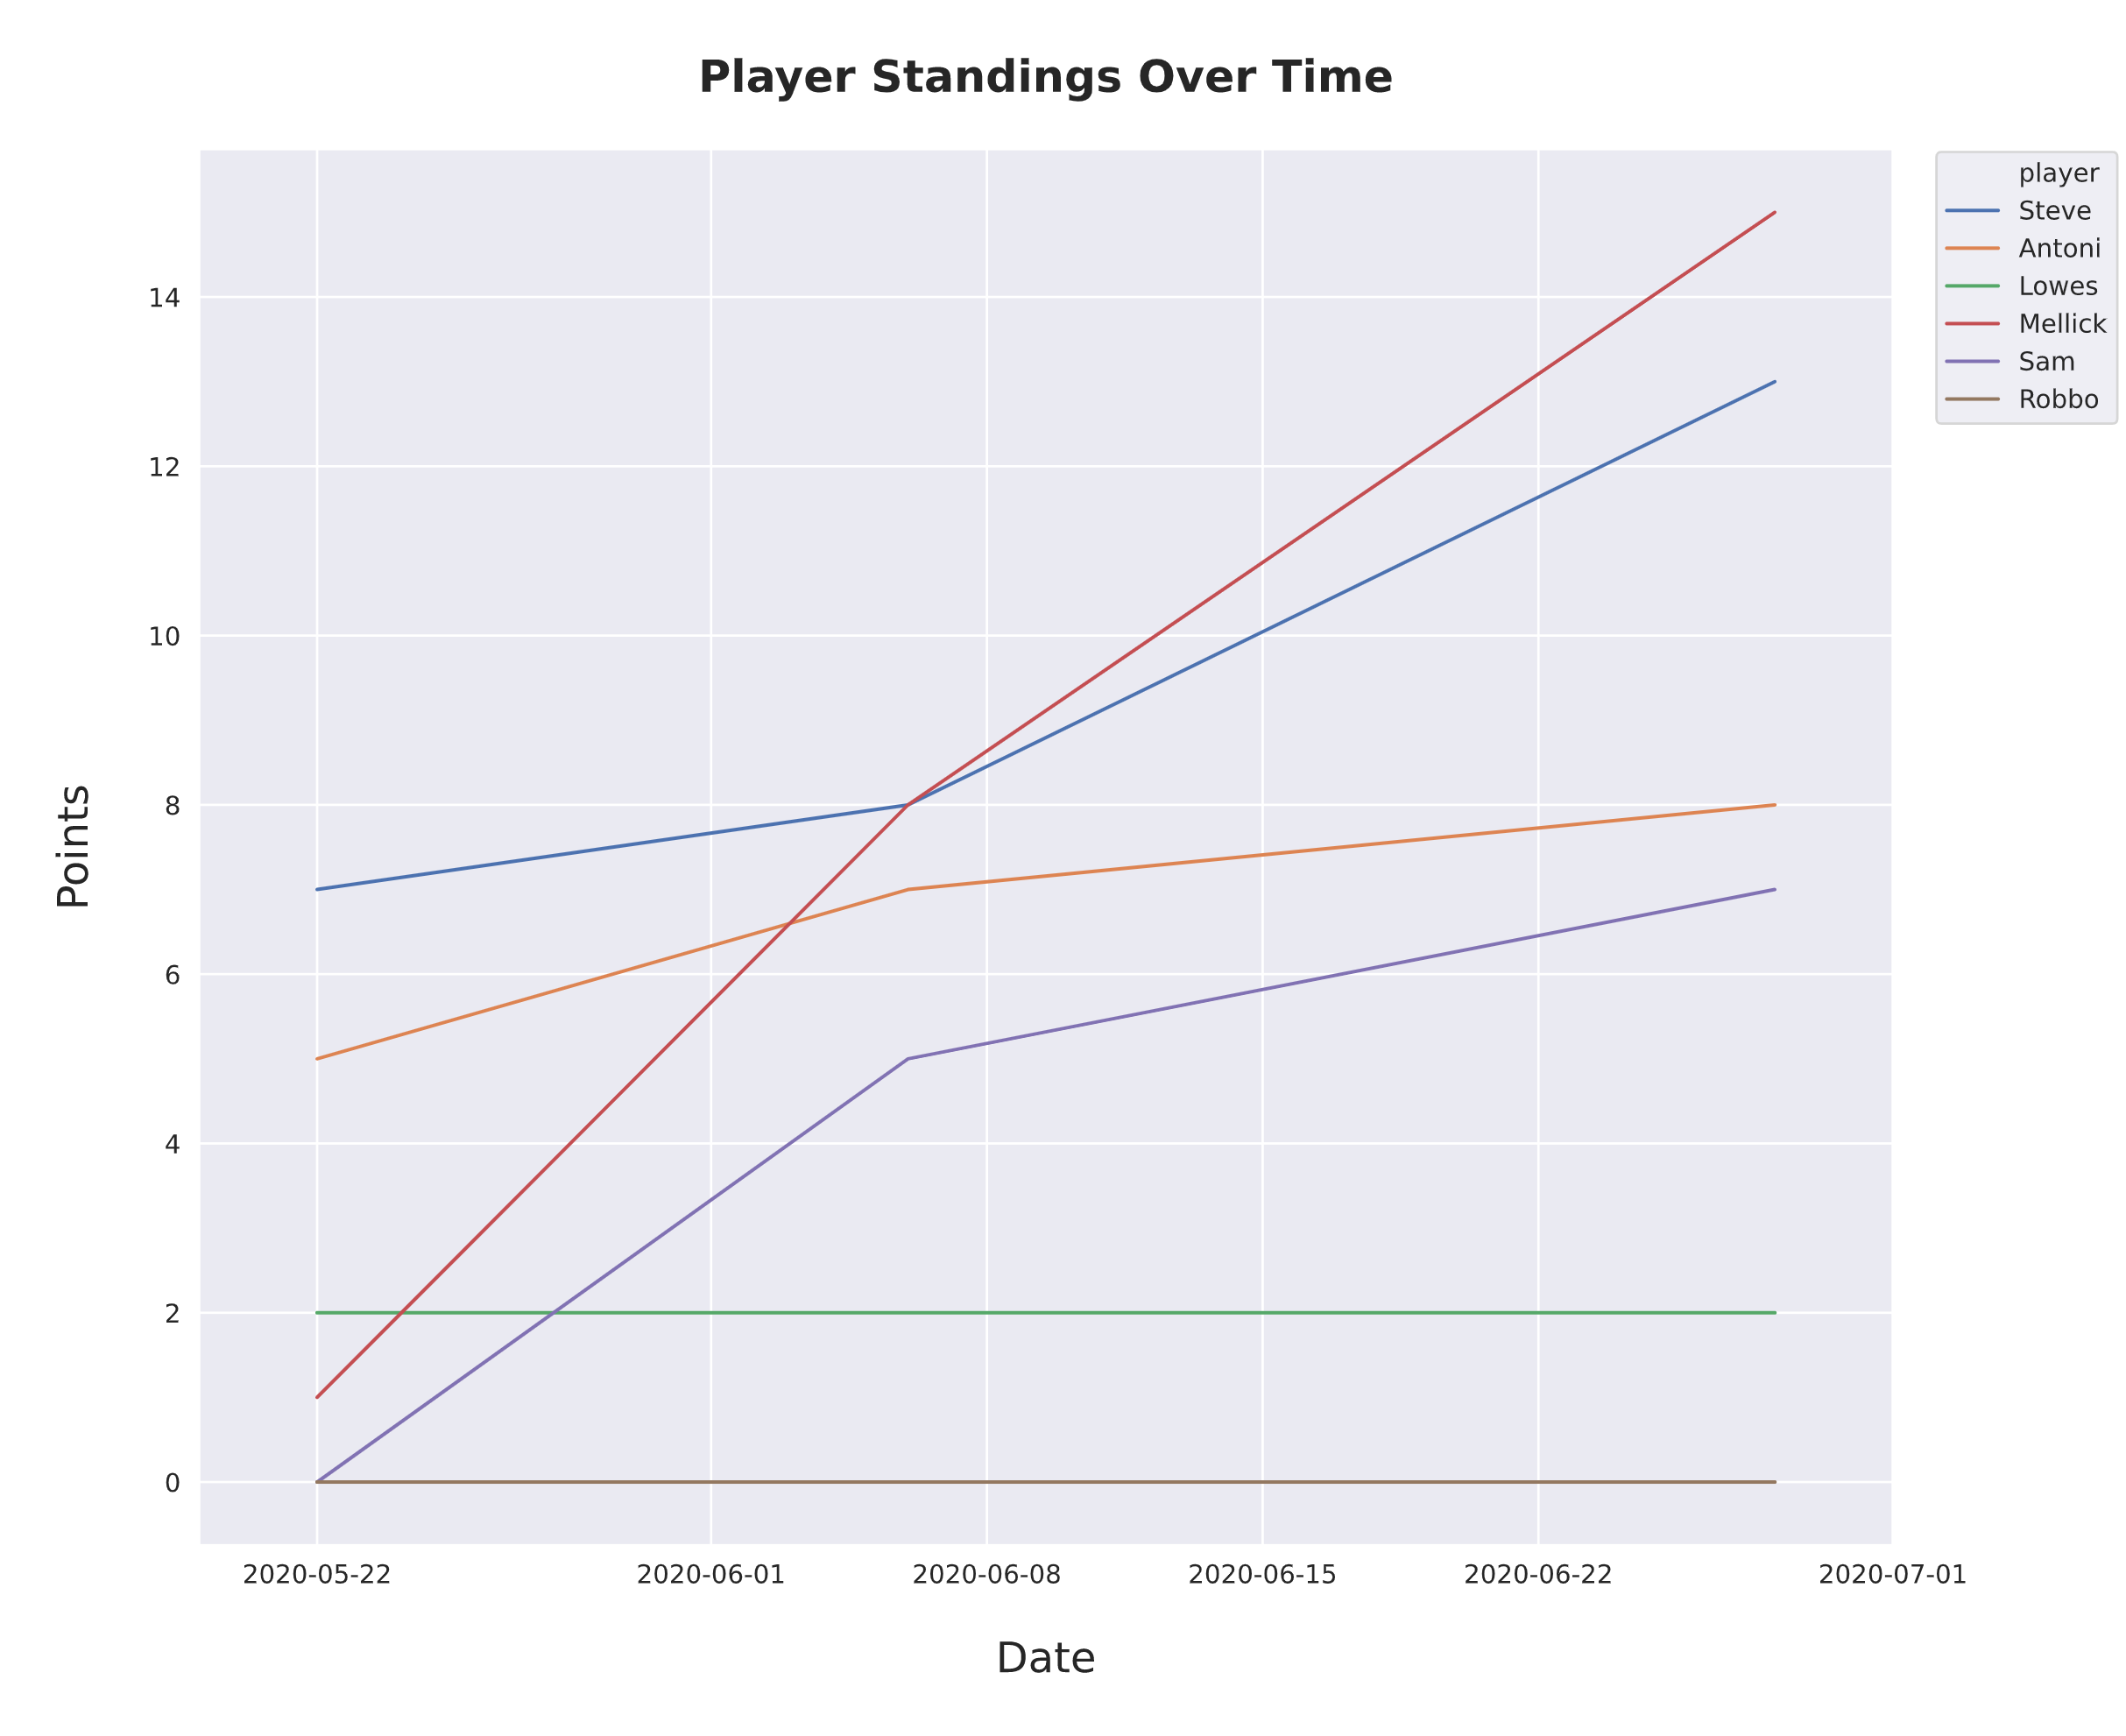 Player Standings Over Time
player
Steve
Antoni
Lowes
Mellick
Sam
Robbo
Points
14
12
10
8
6
4
2
0
2020-05-22 2020-06-01 2020-06-08 2020-06-15 2020-06-22 2020-07-01
Date